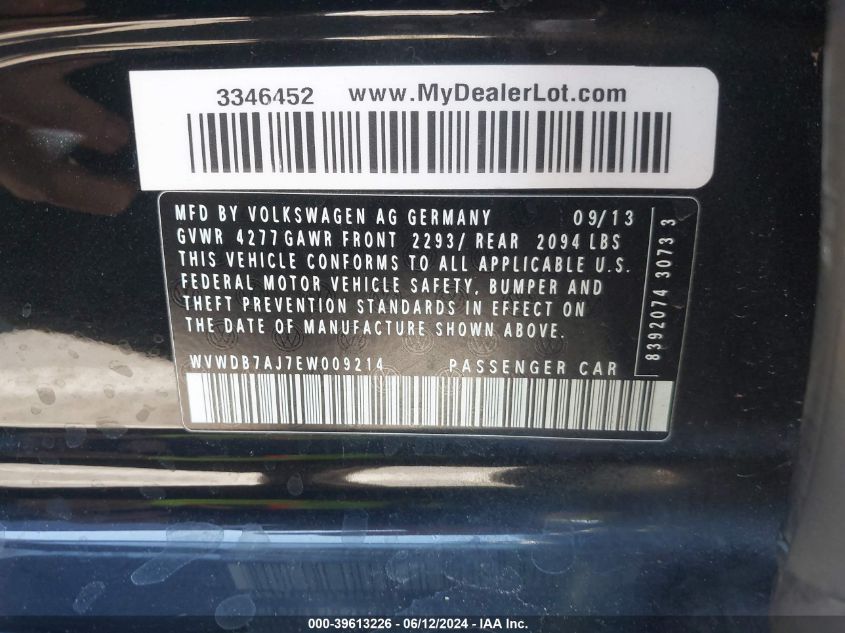 3346452 www.MyDealerLot.com
MFD BY VOLKSWAGEN AG GERMANY 09/13
GVWR 4277 GAWR FRONT 2293/ REAR 2094 LBS
THIS VEHICLE CONFORMS TO ALL APPLICABLE U.S.
FEDERAL MOTOR VEHICLE SAFETY, BUMPER AND
THEFT PREVENTION STANDARDS IN EFFECT ON
THE DATE OF MANUFACTURE SHOWN ABOVE.
WVWDB7AJ7EW009214 PASSENGER CAR
8392074 3073 3
000-39613226 - 06/12/2024 - IAA Inc.